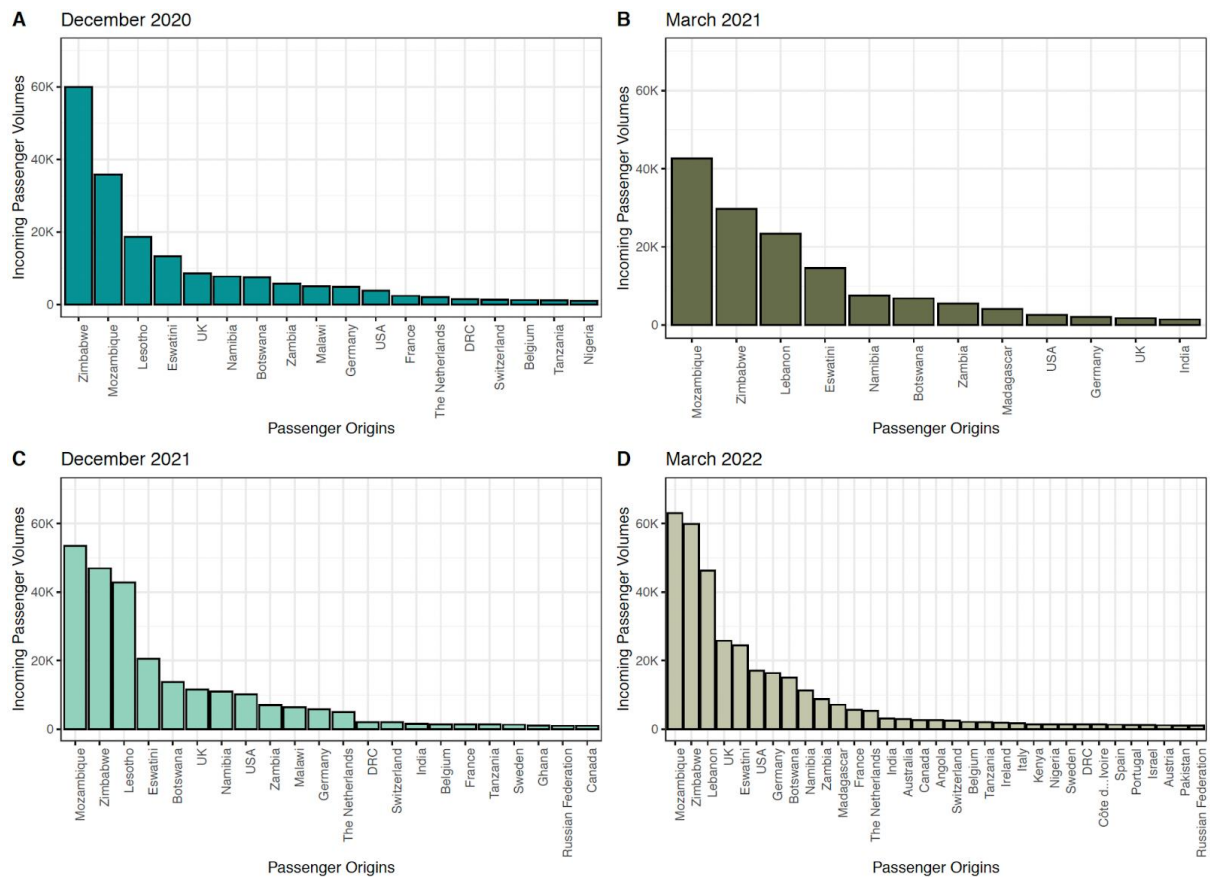 A December 2020
Incoming Passenger Volumes
60K
40K
20K
0
Zimbabwe
Mozambique
Lesotho
Eswatini
UK
Namibia
Botswana
Zambia
Malawi
Germany
USA
France
The Netherlands
DRC
Switzerland
Belgium
Tanzania
Nigeria
Passenger Origins
B March 2021
Incoming Passenger Volumes
60K
40K
20K
0
Mozambique
Zimbabwe
Lebanon
Eswatini
Namibia
Botswana
Zambia
Madagascar
USA
Germany
UK
India
Passenger Origins
C December 2021
Incoming Passenger Volumes
60K
40K
20K
0
Mozambique
Zimbabwe
Lesotho
Eswatini
Botswana
UK
Namibia
USA
Zambia
Malawi
Germany
The Netherlands
DRC
Switzerland
India
Belgium
France
Tanzania
Sweden
Ghana
Russian Federation
Canada
Passenger Origins
D March 2022
Incoming Passenger Volumes
60K
40K
20K
0
Mozambique
Zimbabwe
Lebanon
UK
Eswatini
USA
Germany
Botswana
Namibia
Zambia
Madagascar
France
The Netherlands
India
Australia
Canada
Angola
Switzerland
Belgium
Tanzania
Ireland
Italy
Kenya
Nigeria
Sweden
DRC
Côte d...Ivoire
Spain
Portugal
Israel
Austria
Pakistan
Russian Federation
Passenger Origins